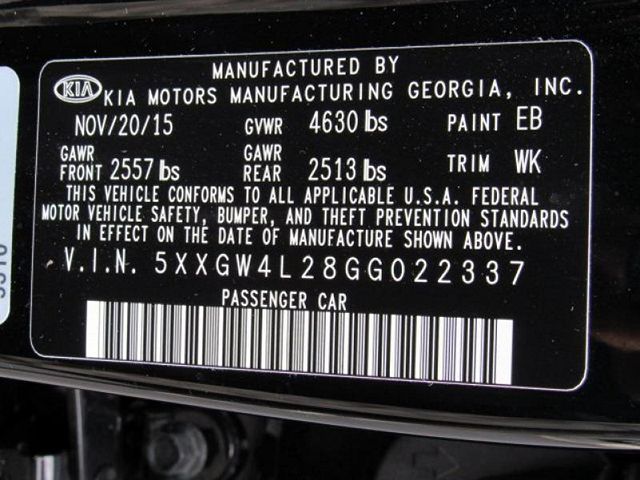 MANUFACTURED BY
KIA KIA MOTORS MANUFACTURING GEORGIA, INC.
NOV/20/15 GVWR 4630 lbs PAINT EB
GAWR FRONT 2557 lbs GAWR REAR 2513 lbs TRIM WK
THIS VEHICLE CONFORMS TO ALL APPLICABLE U.S.A. FEDERAL
MOTOR VEHICLE SAFETY, BUMPER, AND THEFT PREVENTION STANDARDS
IN EFFECT ON THE DATE OF MANUFACTURE SHOWN ABOVE.
V.I.N. 5XXGW4L28GG022337
PASSENGER CAR